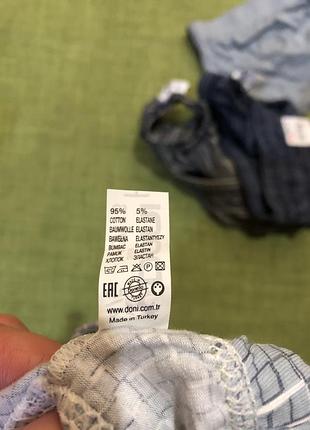 95% 5%
COTTON ELASTANE
BAUMWOLLE ELASTAN
BAWEŁNA ELASTANTYCZY
BUMBAC ELASTAN
PAMUK ELASTIN
ХЛОПОК ЭЛАСТАН
EAC
www.doni.com.tr
Made in Turkey